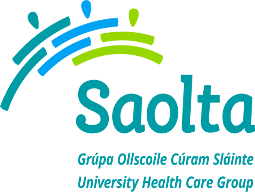 Saolta
Grúpa Ollscoile Cúram Sláinte
University Health Care Group